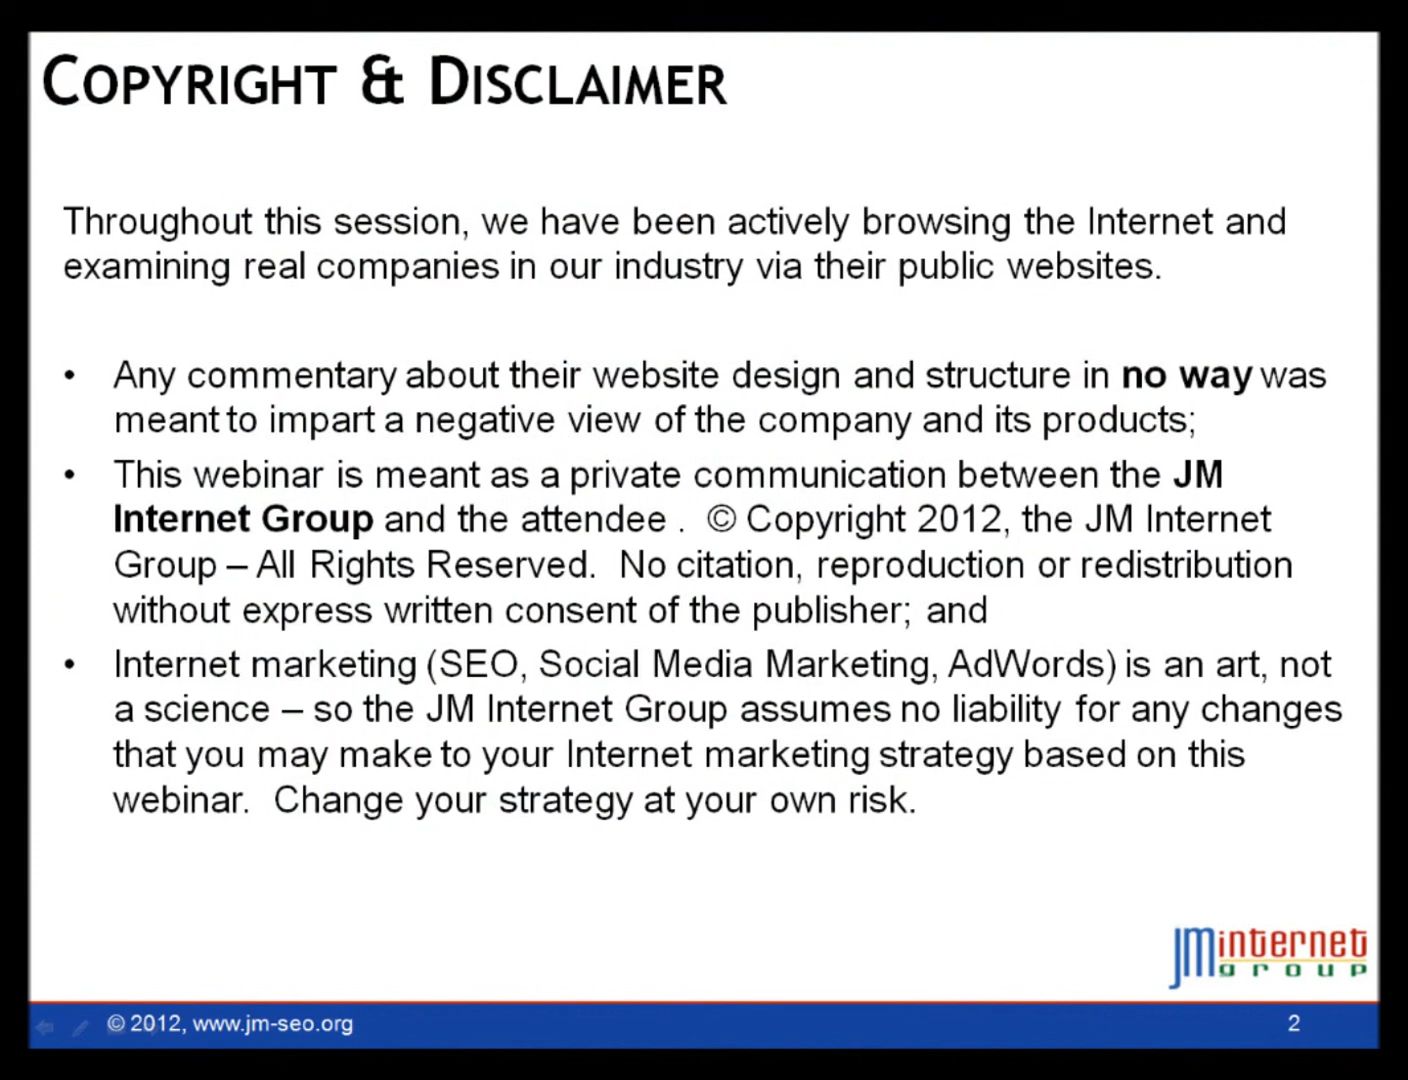 COPYRIGHT & DISCLAIMER
Throughout this session, we have been actively browsing the Internet and
examining real companies in our industry via their public websites.
• Any commentary about their website design and structure in no way was
meant to impart a negative view of the company and its products;
• This webinar is meant as a private communication between the JM
Internet Group and the attendee . © Copyright 2012, the JM Internet
Group – All Rights Reserved. No citation, reproduction or redistribution
without express written consent of the publisher; and
• Internet marketing (SEO, Social Media Marketing, AdWords) is an art, not
a science – so the JM Internet Group assumes no liability for any changes
that you may make to your Internet marketing strategy based on this
webinar. Change your strategy at your own risk.
JM internet
group
© 2012, www.jm-seo.org
2